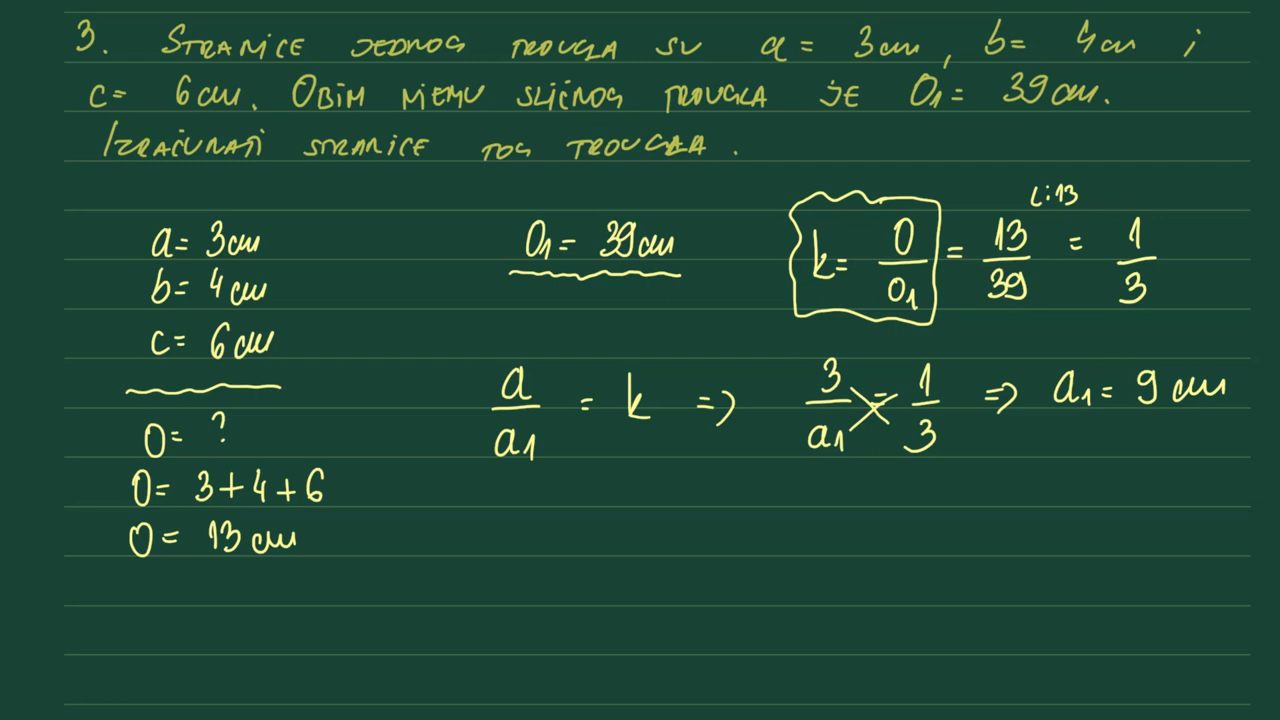 3. STRANICE JEDNOG TROUGLA SU a = 3cm, b = 4cm i
c = 6cm. OBIM NJEMU SLIČNOG TROUGLA JE O₁ = 39cm.
IZRAČUNATI STRANICE TOG TROUGLA.
a = 3cm
b = 4cm
c = 6cm
O = ?
O = 3 + 4 + 6
O = 13cm
O₁ = 39cm
k = O/O₁ = 13/39 = 1/3
(:13
a/a₁ = k => 3/a₁ = 1/3 => a₁ = 9cm